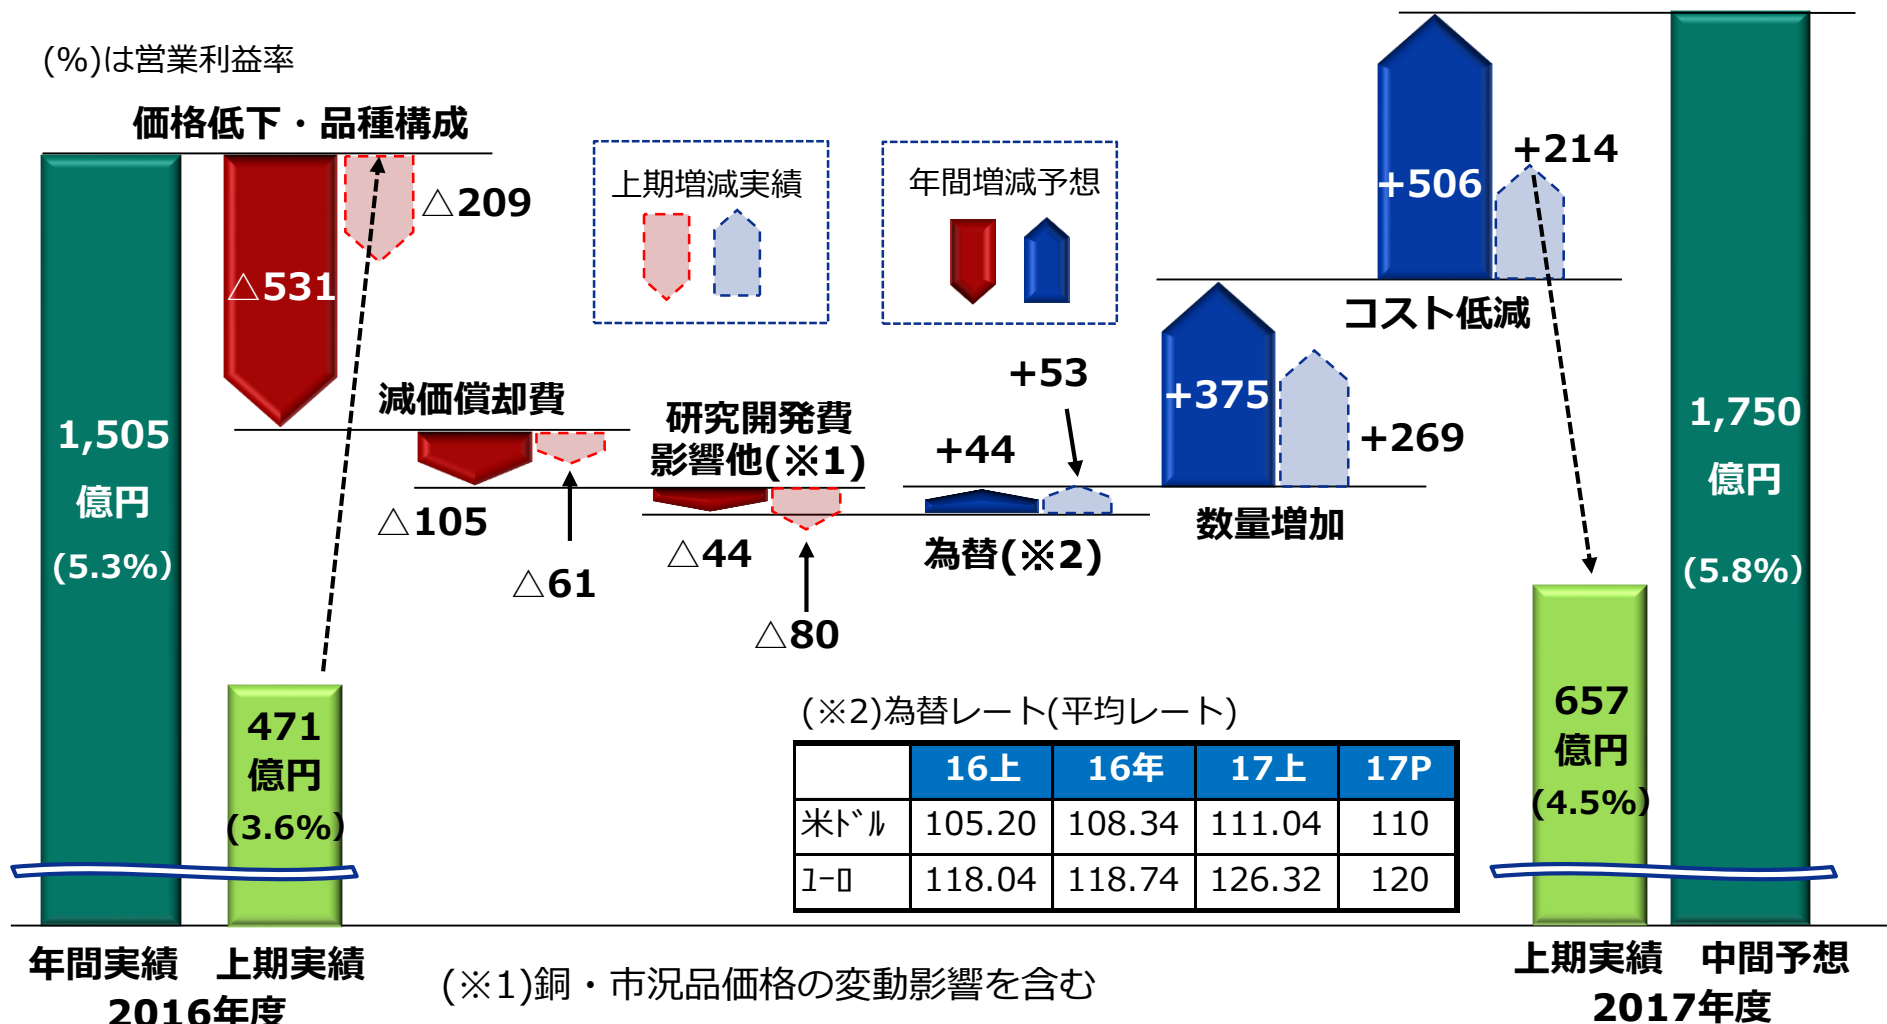 (%)は営業利益率
価格低下・品種構成
△531
△209
上期増減実績
年間増減予想
+506
+214
コスト低減
減価償却費
△105
△61
研究開発費
影響他(※1)
△44
△80
+44
+53
為替(※2)
+375
+269
数量増加
1,505
億円
(5.3%)
471
億円
(3.6%)
657
億円
(4.5%)
1,750
億円
(5.8%)
(※2)為替レート(平均レート)
16上 16年 17上 17P
米ドル 105.20 108.34 111.04 110
ユーロ 118.04 118.74 126.32 120
年間実績 上期実績
2016年度
(※1)銅・市況品価格の変動影響を含む
上期実績 中間予想
2017年度